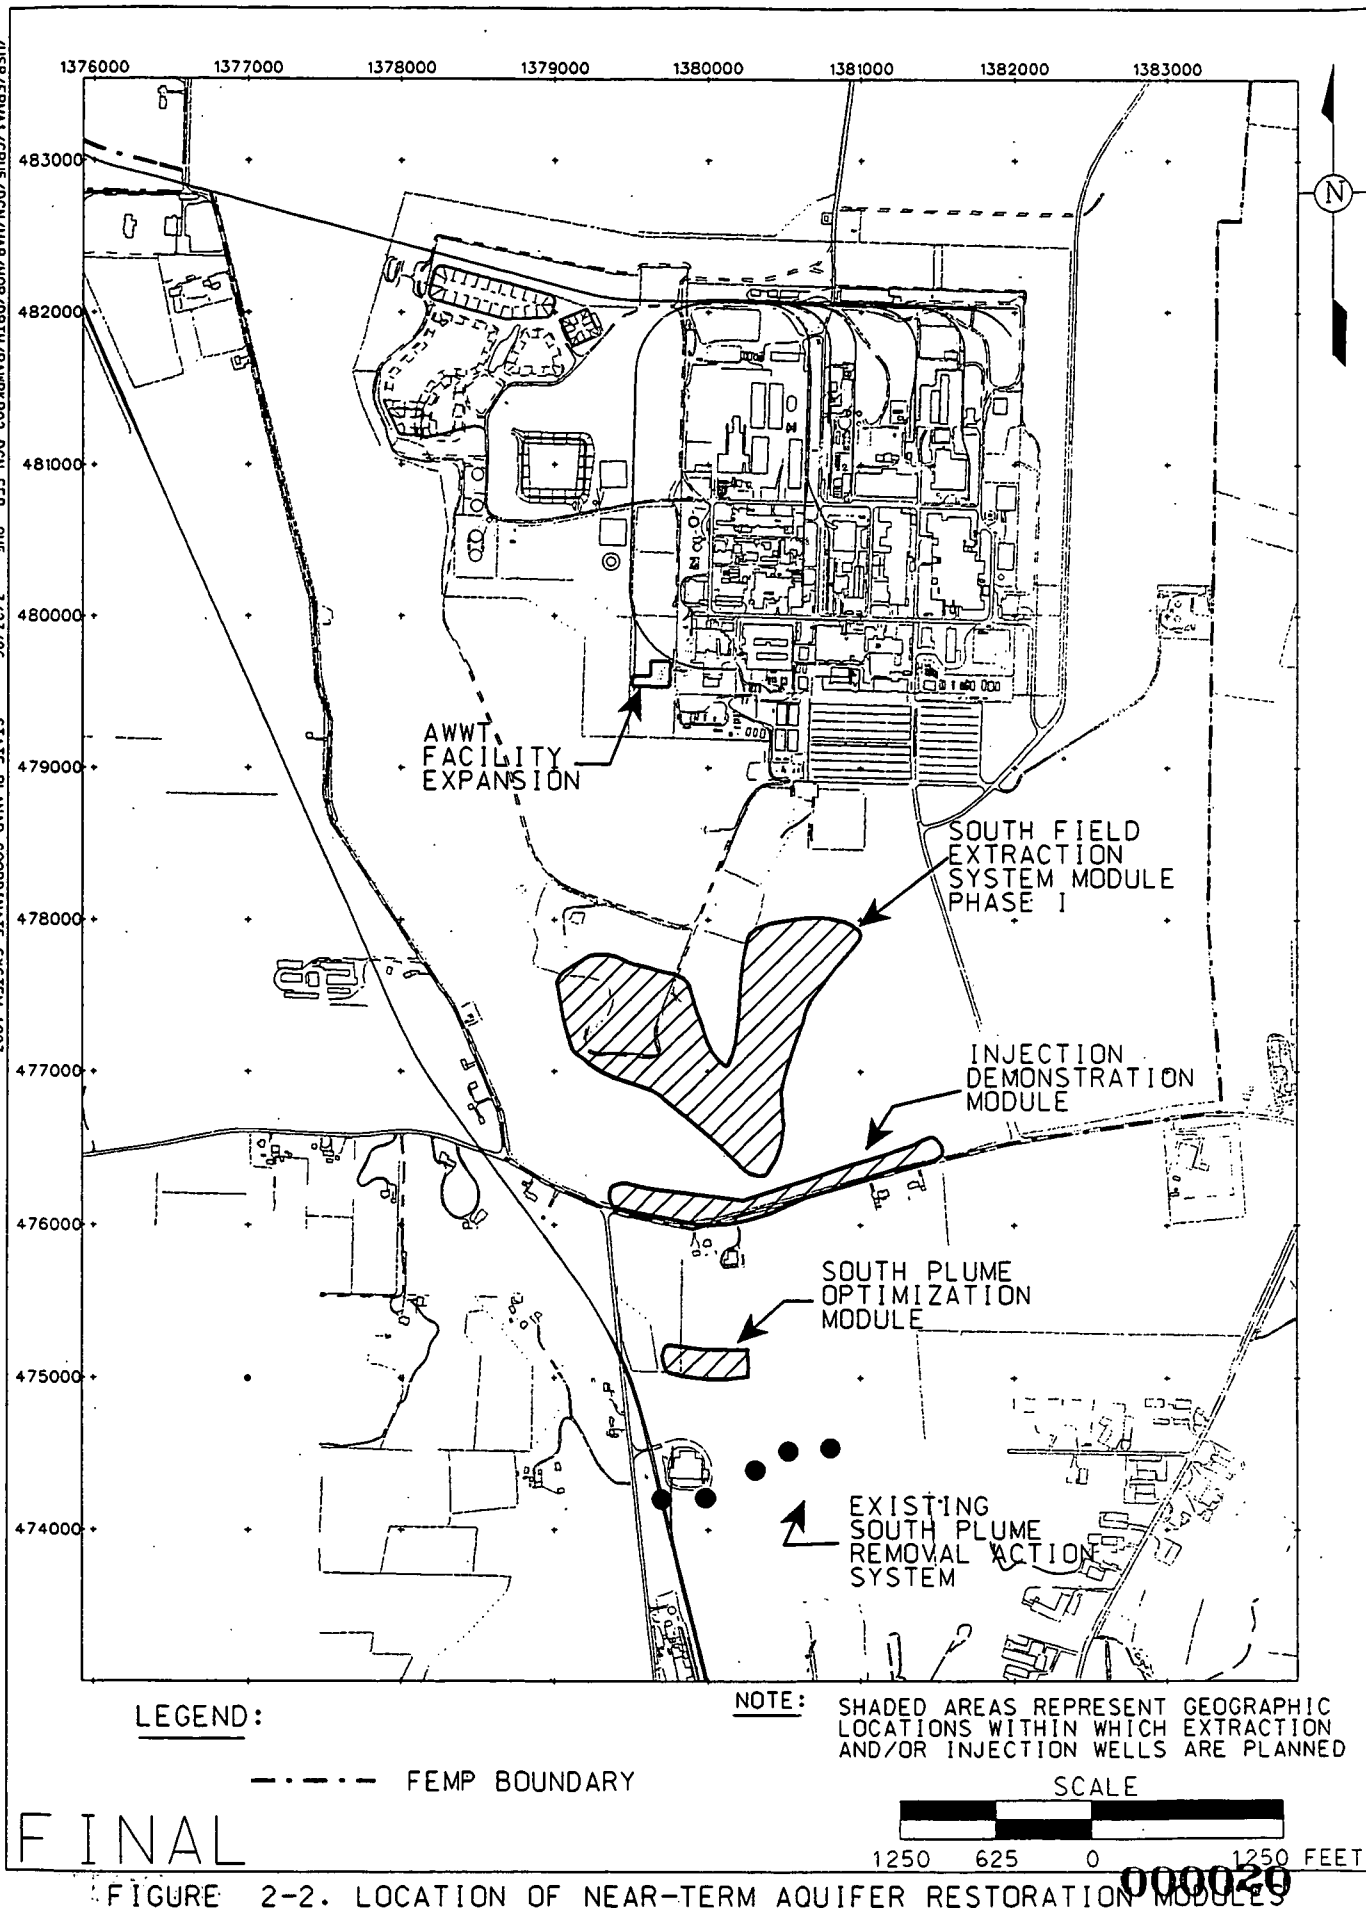 1376000 1377000 1378000 1379000 1380000 1381000 1382000 1383000
483000
N
482000
481000
480000
AWWT
FACILITY
EXPANSION
479000
SOUTH FIELD
EXTRACTION
SYSTEM MODULE
PHASE I
478000
INJECTION
DEMONSTRATION
MODULE
477000
476000
SOUTH PLUME
OPTIMIZATION
MODULE
475000
EXISTING
SOUTH PLUME
REMOVAL ACTION
SYSTEM
474000
LEGEND:
FEMP BOUNDARY
NOTE:
SHADED AREAS REPRESENT GEOGRAPHIC
LOCATIONS WITHIN WHICH EXTRACTION
AND/OR INJECTION WELLS ARE PLANNED
SCALE
1250 625 0 1250 FEET
FINAL
000020
FIGURE 2-2. LOCATION OF NEAR-TERM AQUIFER RESTORATION MODULES